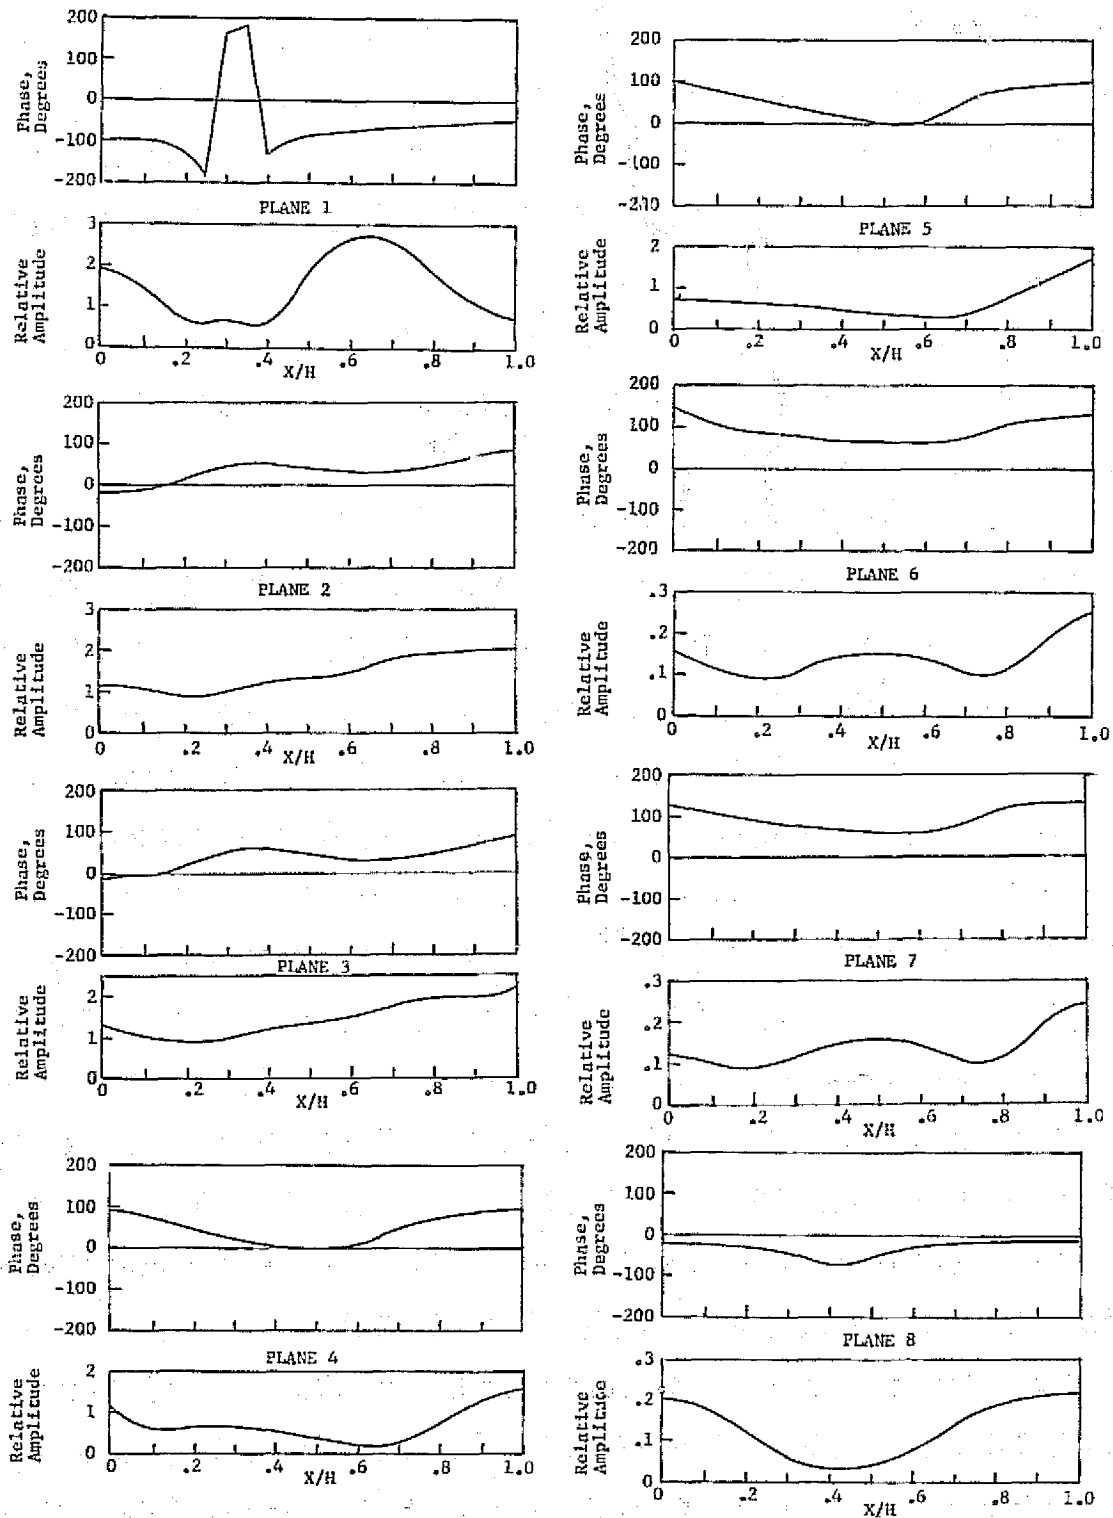 200
100
0
-100
-200
Phase,
Degrees
PLANE 1
3
2
1
0
Relative
Amplitude
0 .2 .4 .6 .8 1.0
X/H
200
100
0
-100
-200
Phase,
Degrees
PLANE 2
3
2
1
0
Relative
Amplitude
0 .2 .4 .6 .8 1.0
X/H
200
100
0
-100
-200
Phase,
Degrees
PLANE 3
2
1
0
Relative
Amplitude
0 .2 .4 .6 .8 1.0
X/H
200
100
0
-100
-200
Phase,
Degrees
PLANE 4
2
1
0
Relative
Amplitude
0 .2 .4 .6 .8 1.0
X/H
200
100
0
-100
-200
Phase,
Degrees
PLANE 5
2
1
0
Relative
Amplitude
0 .2 .4 .6 .8 1.0
X/H
200
100
0
-100
-200
Phase,
Degrees
PLANE 6
.3
.2
.1
0
Relative
Amplitude
0 .2 .4 .6 .8 1.0
X/H
200
100
0
-100
-200
Phase,
Degrees
PLANE 7
.3
.2
.1
0
Relative
Amplitude
0 .2 .4 .6 .8 1.0
X/H
200
100
0
-100
-200
Phase,
Degrees
PLANE 8
.3
.2
.1
0
Relative
Amplitude
0 .2 .4 .6 .8 1.0
X/H